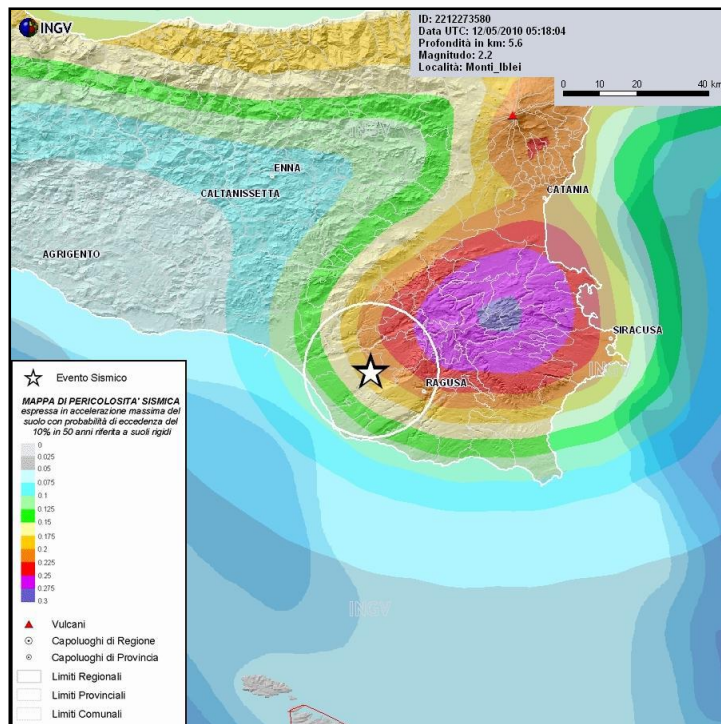 INGV
ID: 2212273580
Data UTC: 12/05/2010 05:18:04
Profondità in km: 5.6
Magnitudo: 2.2
Località: Monti_Iblei
0 10 20 40 km
INGV
ENNA
CALTANISSETTA
CATANIA
AGRIGENTO
SIRACUSA
RAGUSA
Evento Sismico
MAPPA DI PERICOLOSITA' SISMICA
espressa in accelerazione massima del
suolo con probabilità di eccedenza del
10% in 50 anni riferita a suoli rigidi
0
0.025
0.05
0.075
0.1
0.125
0.15
0.175
0.2
0.225
0.25
0.275
0.3
INGV
Vulcani
Capoluoghi di Regione
Capoluoghi di Provincia
Limiti Regionali
Limiti Provinciali
Limiti Comunali